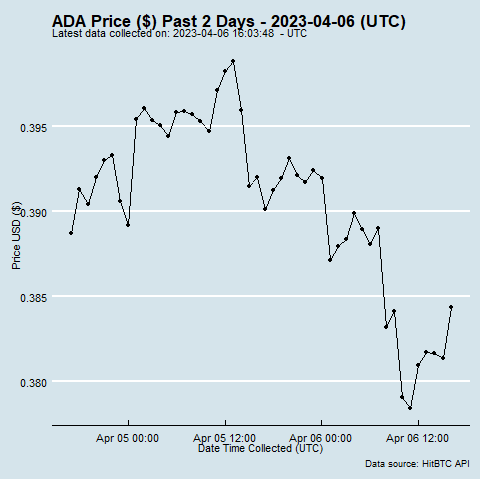 ADA Price ($) Past 2 Days - 2023-04-06 (UTC)
Latest data collected on: 2023-04-06 16:03:48  - UTC
0.395
0.390
0.385
0.380
Price USD ($)
Apr 05 00:00
Apr 05 12:00
Apr 06 00:00
Apr 06 12:00
Date Time Collected (UTC)
Data source: HitBTC API